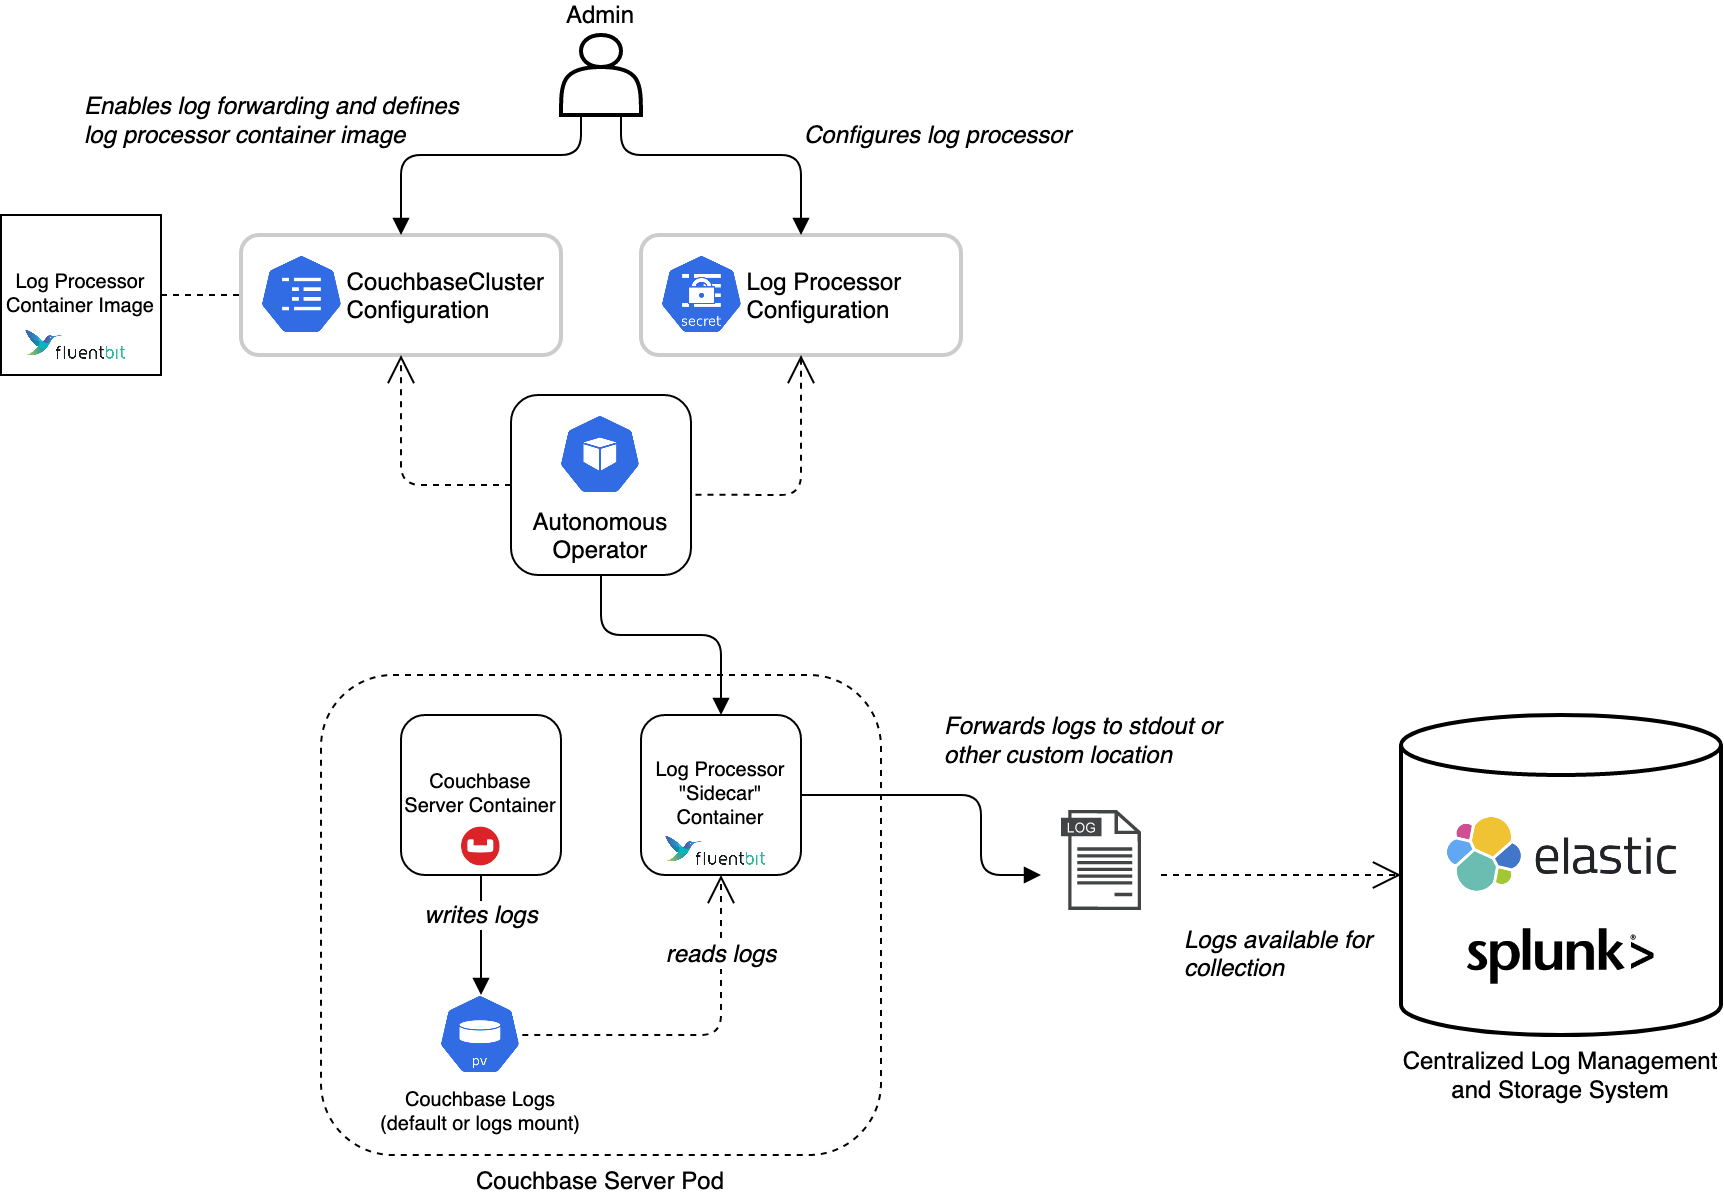 Admin
Enables log forwarding and defines
log processor container image
Configures log processor
Log Processor
Container Image
fluentbit
CouchbaseCluster
Configuration
secret
Log Processor
Configuration
Autonomous
Operator
Couchbase
Server Container
Log Processor
"Sidecar"
Container
fluentbit
writes logs
reads logs
pv
Couchbase Logs
(default or logs mount)
Couchbase Server Pod
Forwards logs to stdout or
other custom location
LOG
Logs available for
collection
elastic
splunk®>
Centralized Log Management
and Storage System